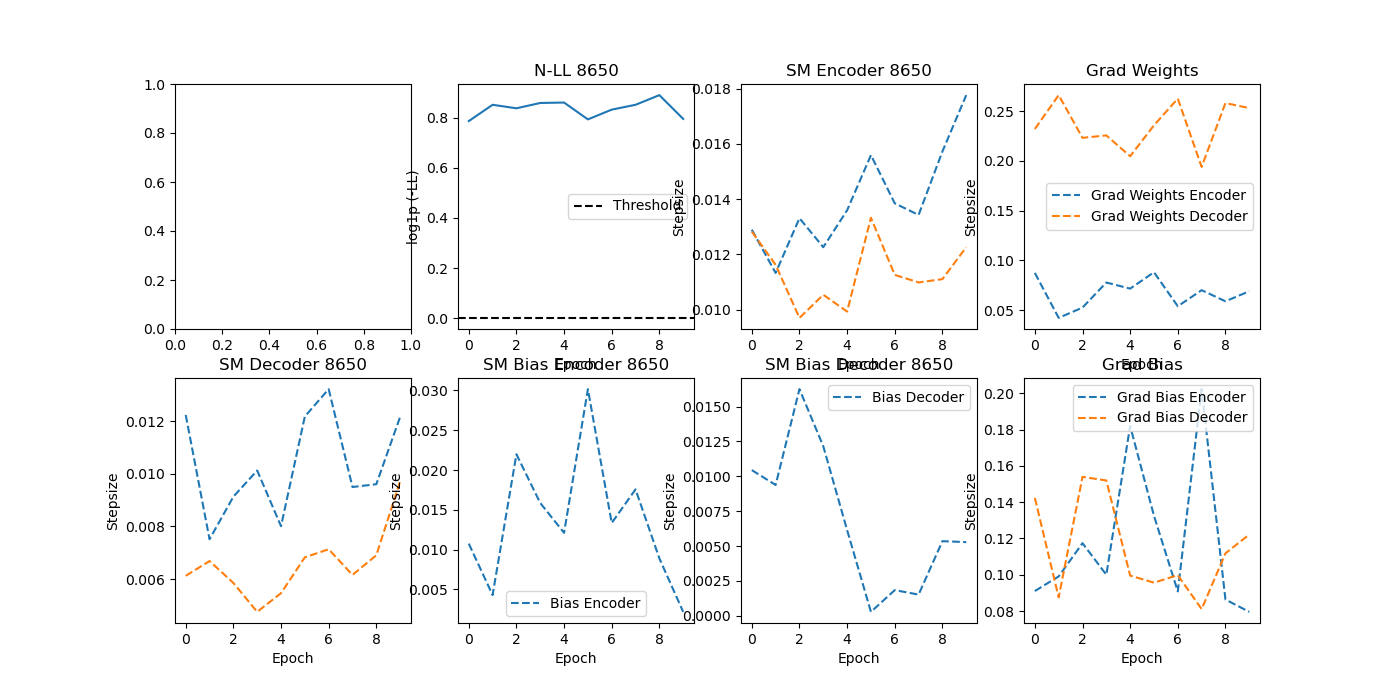 N-LL 8650
SM Encoder 8650
Grad Weights
1.0
0.8
0.6
0.4
0.2
0.0
0.0 0.2 0.4 0.6 0.8 1.0
log1p (-LL)
0.8
0.6
0.4
0.2
0.0
Threshold
0 2 4 6 8
Epoch
Stepsize
0.018
0.016
0.014
0.012
0.010
0 2 4 6 8
Epoch
Stepsize
0.25
0.20
0.15
0.10
0.05
Grad Weights Encoder
Grad Weights Decoder
0 2 4 6 8
Epoch
SM Decoder 8650
SM Bias Encoder 8650
SM Bias Decoder 8650
Grad Bias
Stepsize
0.012
0.010
0.008
0.006
0 2 4 6 8
Epoch
Stepsize
0.030
0.025
0.020
0.015
0.010
0.005
Bias Encoder
0 2 4 6 8
Epoch
Stepsize
0.0150
0.0125
0.0100
0.0075
0.0050
0.0025
0.0000
Bias Decoder
0 2 4 6 8
Epoch
Stepsize
0.20
0.18
0.16
0.14
0.12
0.10
0.08
Grad Bias Encoder
Grad Bias Decoder
0 2 4 6 8
Epoch